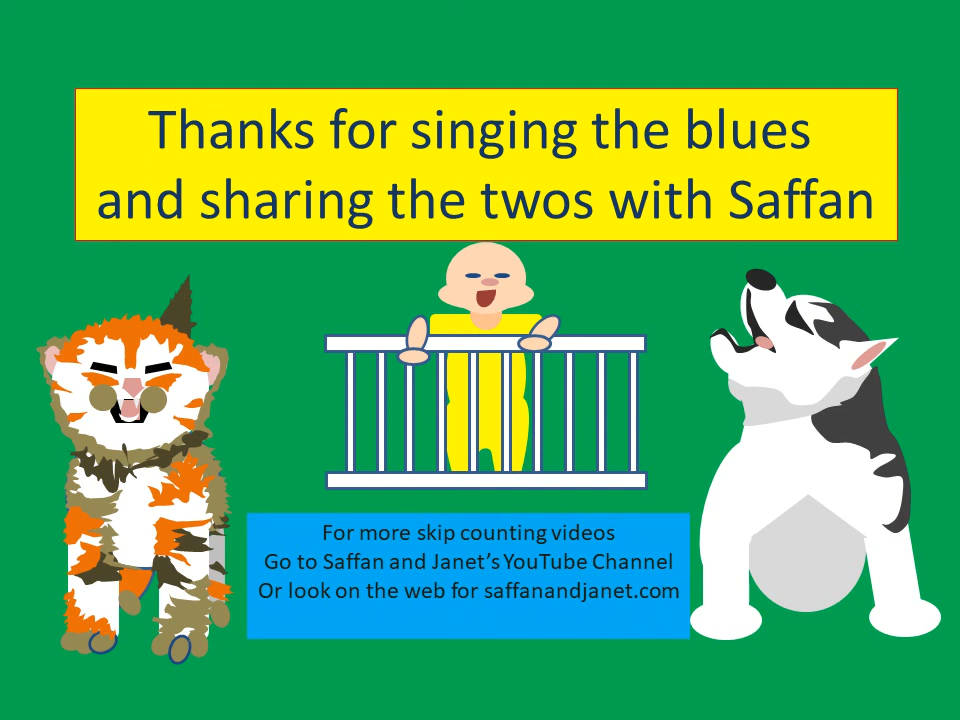 Thanks for singing the blues
and sharing the twos with Saffan
For more skip counting videos
Go to Saffan and Janet’s YouTube Channel
Or look on the web for saffanandjanet.com